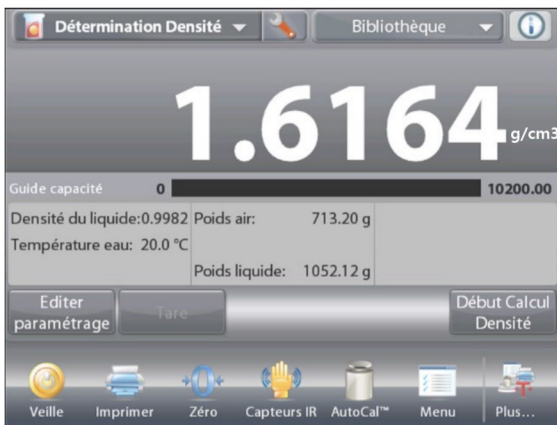 Détermination Densité Bibliothèque
1.6164 g/cm3
Guide capacité 0 10200.00
Densité du liquide:0.9982 Poids air: 713.20 g
Température eau: 20.0 °C
Poids liquide: 1052.12 g
Editer
paramétrage
Tare
Début Calcul
Densité
Veille Imprimer Zéro Capteurs IR AutoCal™ Menu Plus...